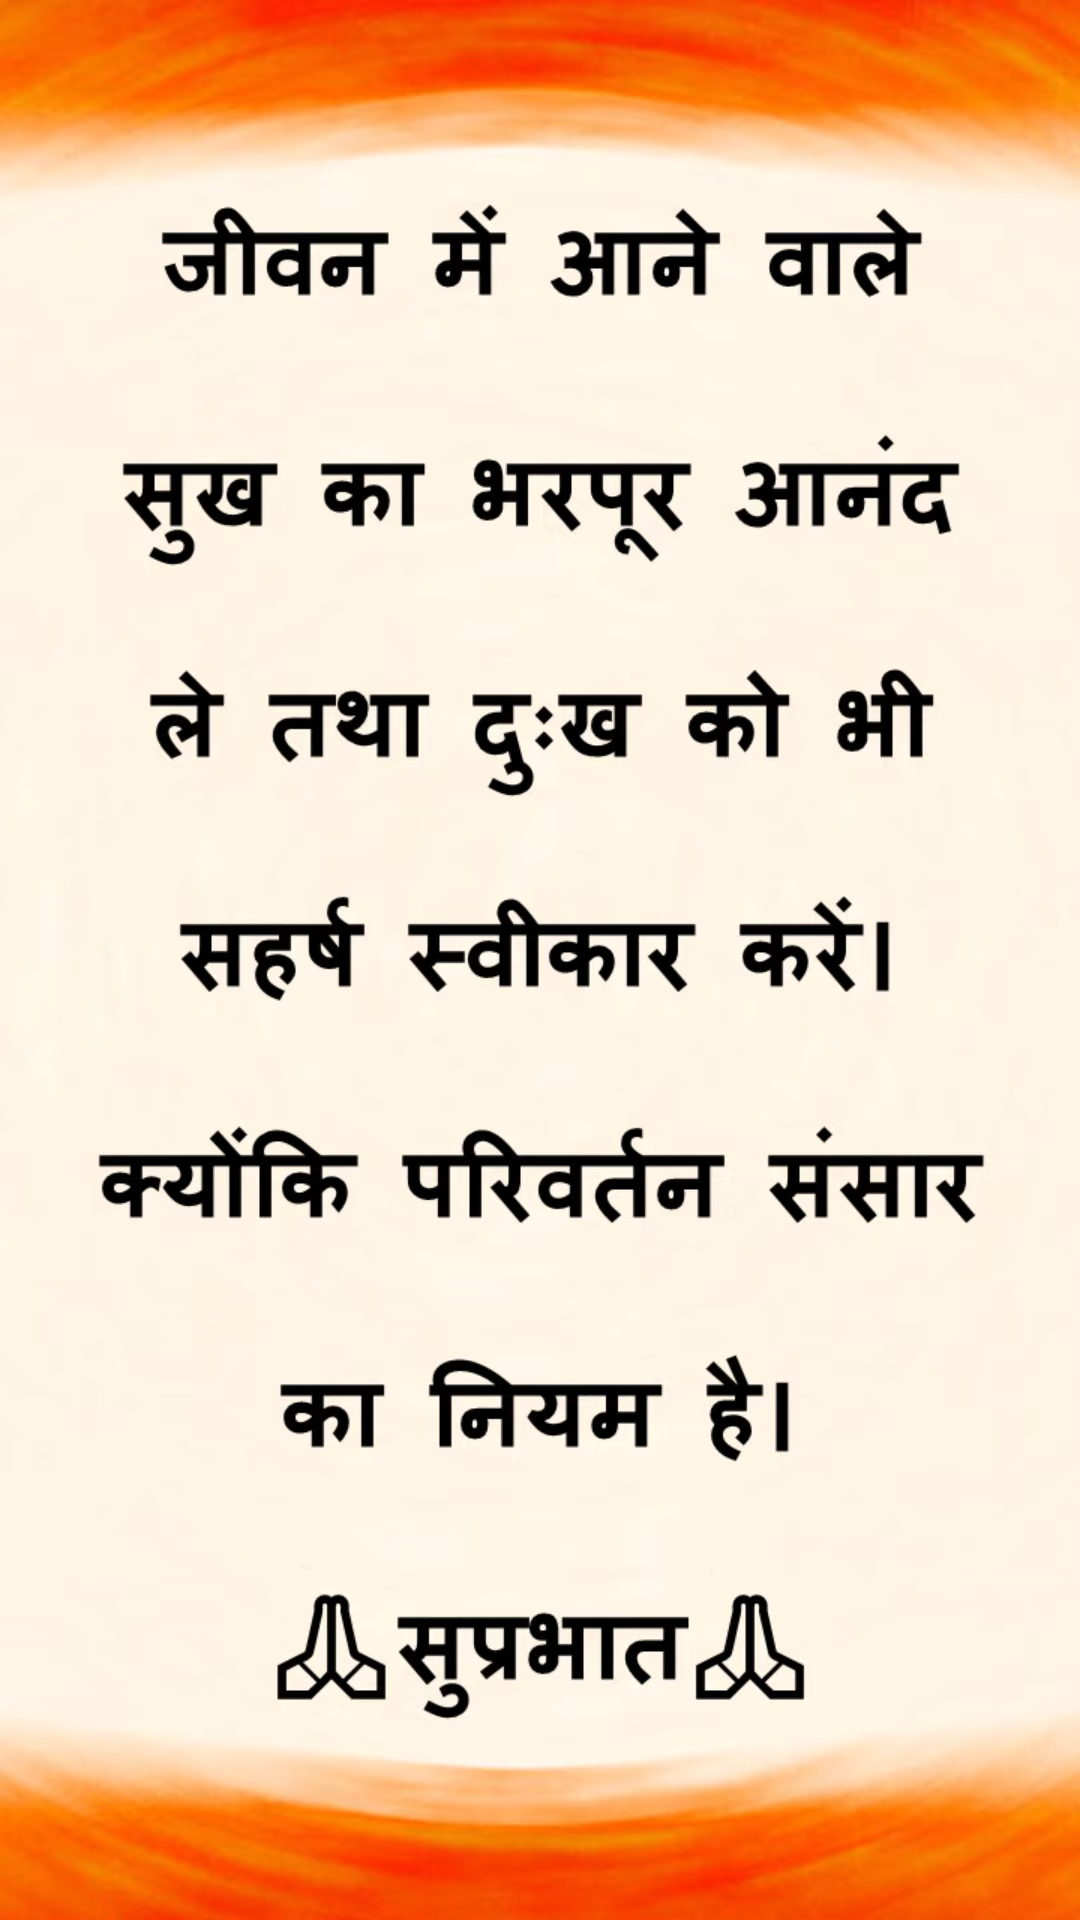 जीवन में आने वाले
सुख का भरपूर आनंद
ले तथा दुःख को भी
सहर्ष स्वीकार करें।
क्योंकि परिवर्तन संसार
का नियम है।
🙏सुप्रभात🙏